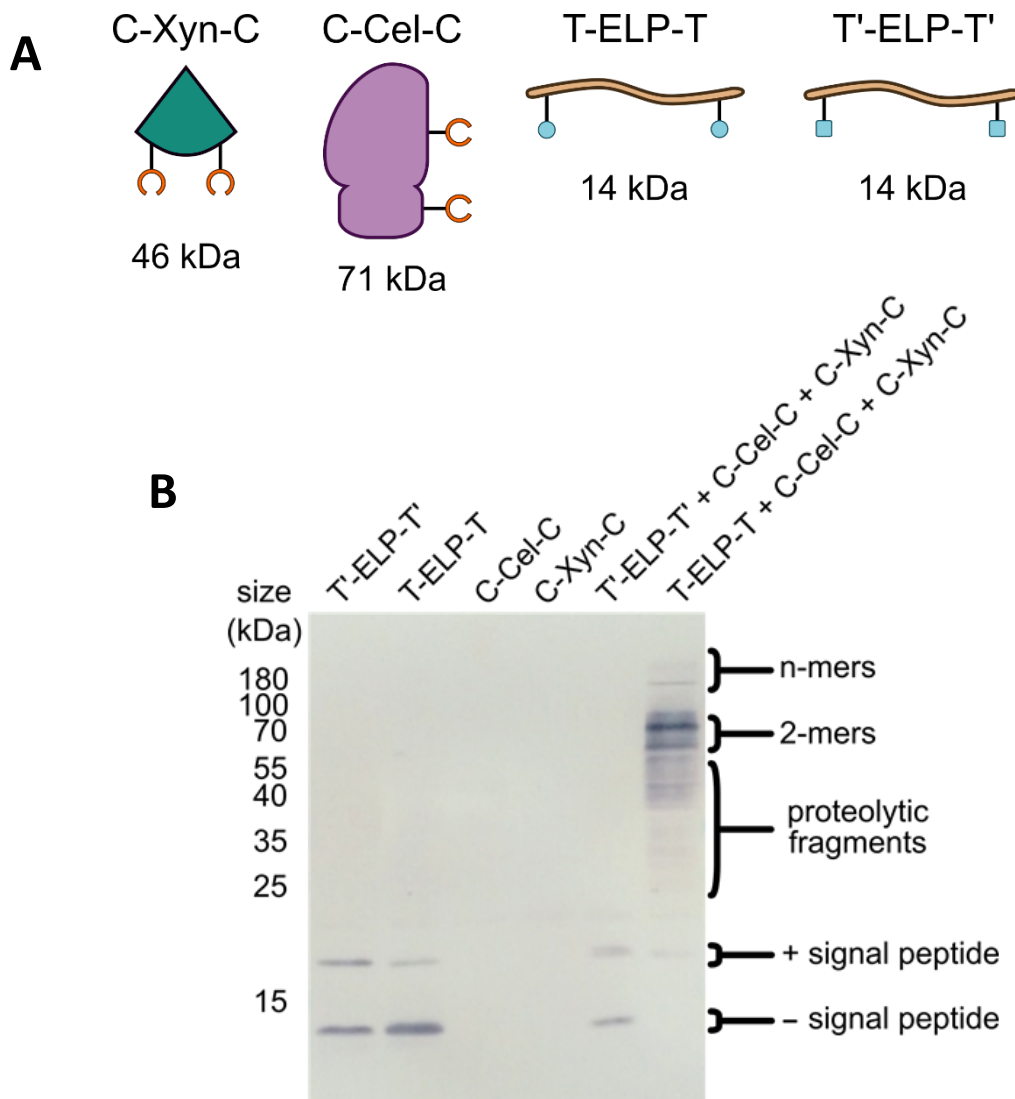 A
C-Xyn-C
C-Cel-C
T-ELP-T
T'-ELP-T'
46 kDa
71 kDa
14 kDa
14 kDa
B
size
(kDa)
T'-ELP-T'
T-ELP-T
C-Cel-C
C-Xyn-C
T'-ELP-T' + C-Cel-C + C-Xyn-C
T-ELP-T + C-Cel-C + C-Xyn-C
180
100
70
55
40
35
25
15
n-mers
2-mers
proteolytic
fragments
+ signal peptide
– signal peptide